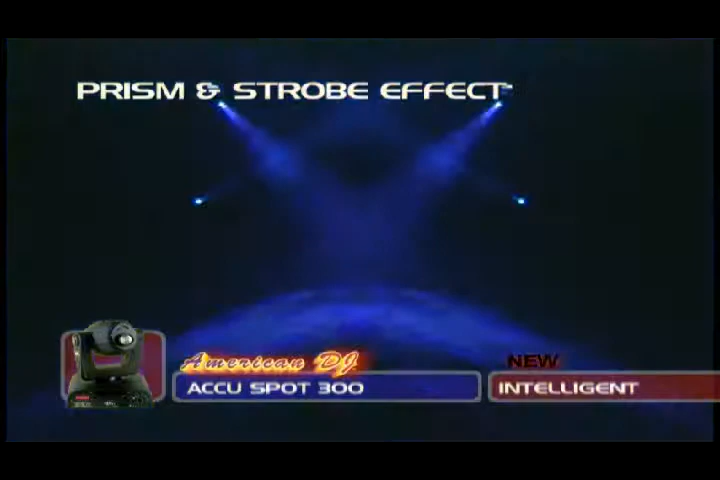 PRISM & STROBE EFFECT
American DJ
NEW
ACCU SPOT 300
INTELLIGENT